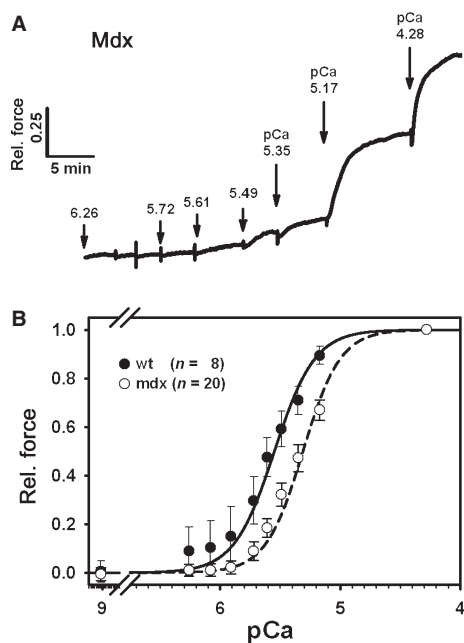 A
Mdx
pCa
4.28
pCa
5.17
Rel. force
0.25
5 min
pCa
5.35
5.49
5.61
5.72
6.26
B
1.0
0.8
0.6
0.4
0.2
0.0
Rel. force
wt (n = 8)
mdx (n = 20)
9 6 5 4
pCa